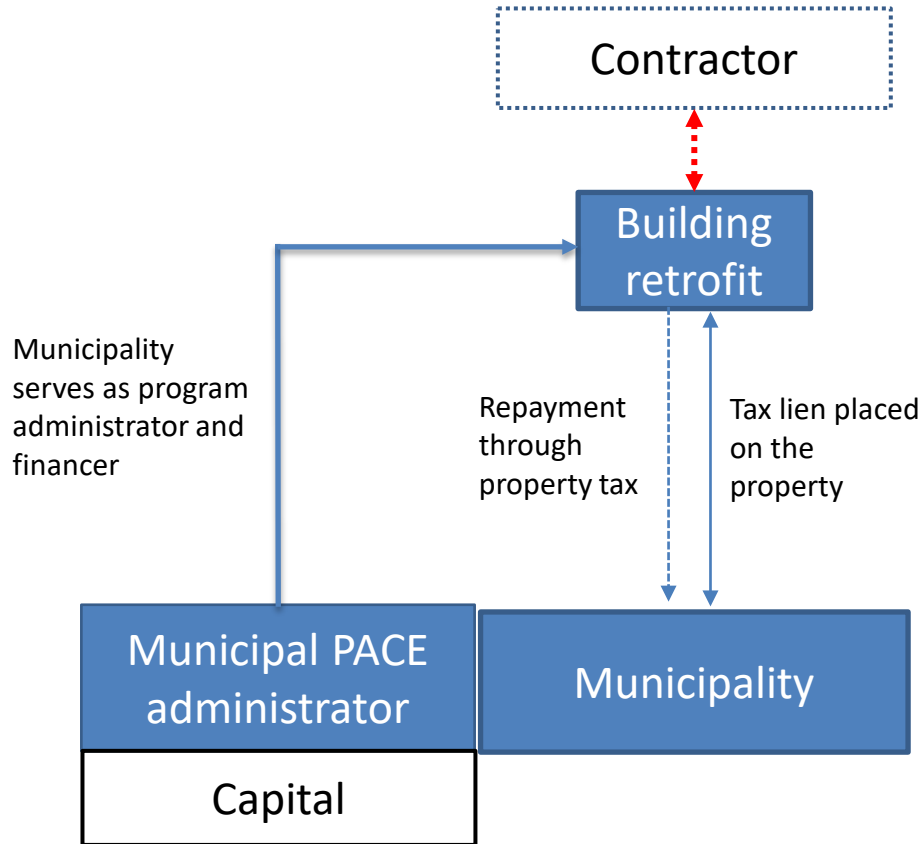 Contractor
Building
retrofit
Municipality
serves as program
administrator and
financer
Repayment
through
property tax
Tax lien placed
on the
property
Municipal PACE
administrator
Municipality
Capital